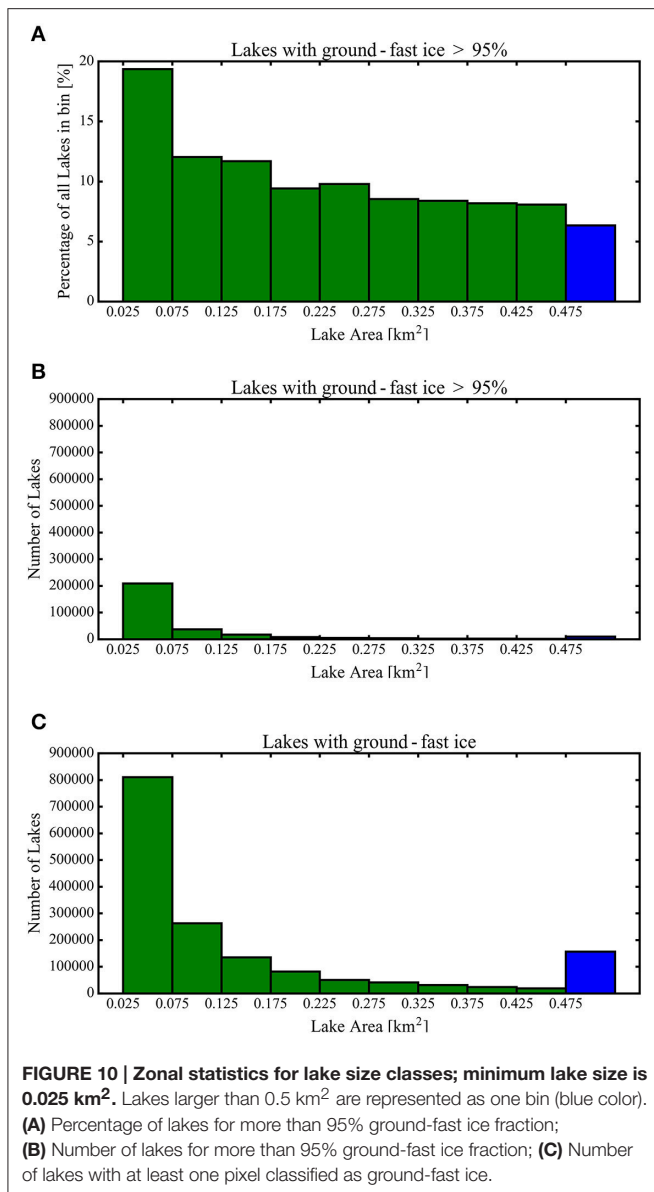 A
Lakes with ground - fast ice > 95%
Percentage of all Lakes in bin [%]
20
15
10
5
0
0.025 0.075 0.125 0.175 0.225 0.275 0.325 0.375 0.425 0.475
Lake Area [km²]
B
Lakes with ground - fast ice > 95%
Number of Lakes
900000
800000
700000
600000
500000
400000
300000
200000
100000
0
0.025 0.075 0.125 0.175 0.225 0.275 0.325 0.375 0.425 0.475
Lake Area [km²]
C
Lakes with ground - fast ice
Number of Lakes
900000
800000
700000
600000
500000
400000
300000
200000
100000
0
0.025 0.075 0.125 0.175 0.225 0.275 0.325 0.375 0.425 0.475
Lake Area [km²]
FIGURE 10 | Zonal statistics for lake size classes; minimum lake size is
0.025 km². Lakes larger than 0.5 km² are represented as one bin (blue color).
(A) Percentage of lakes for more than 95% ground-fast ice fraction;
(B) Number of lakes for more than 95% ground-fast ice fraction; (C) Number
of lakes with at least one pixel classified as ground-fast ice.